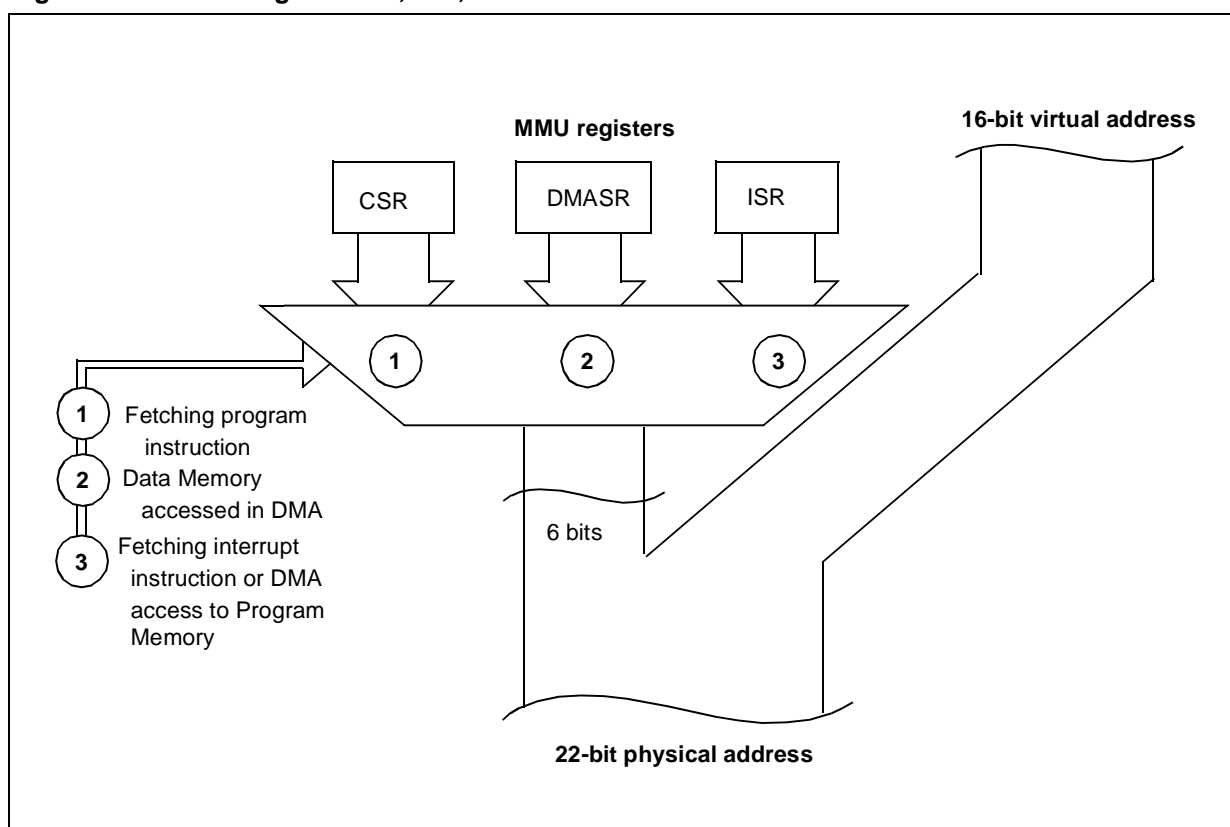 MMU registers
16-bit virtual address
CSR
DMASR
ISR
1
2
3
1
Fetching program
instruction
2
Data Memory
accessed in DMA
3
Fetching interrupt
instruction or DMA
access to Program
Memory
6 bits
22-bit physical address